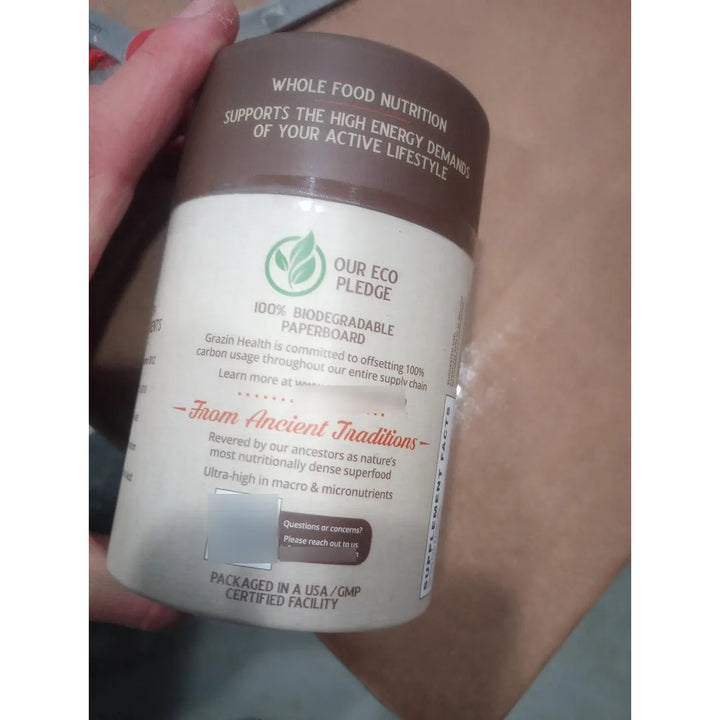 WHOLE FOOD NUTRITION
SUPPORTS THE HIGH ENERGY DEMANDS
OF YOUR ACTIVE LIFESTYLE
OUR ECO
PLEDGE
100% BIODEGRADABLE
PAPERBOARD
Grazin Health is committed to offsetting 100%
carbon usage throughout our entire supply chain
Learn more at
From Ancient Traditions
Revered by our ancestors as nature's
most nutritionally dense superfood
Ultra-high in macro & micronutrients
Questions or concerns?
Please reach out to us
PACKAGED IN A USA/GMP
CERTIFIED FACILITY
SUPPLEMENT FACTS
B12